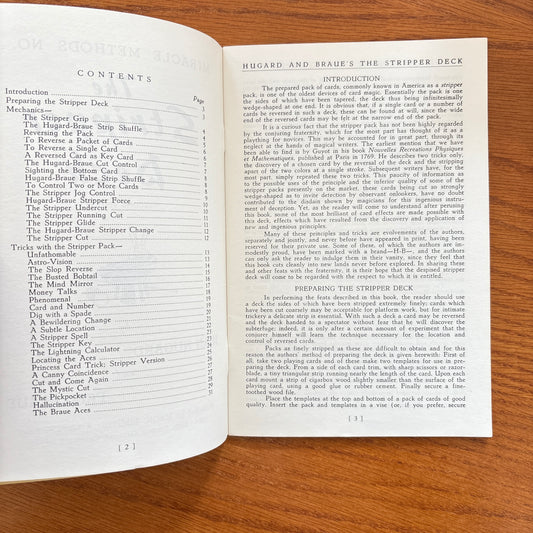 MIRACLE METHODS NO.
CONTENTS
Page
Introduction
Preparing the Stripper Deck 3
Mechanics—
The Stripper Grip
The Hugard-Braue Strip Shuffle
Reversing the Pack
To Reverse a Packet of Cards
To Reverse a Single Card
A Reversed Card as Key Card
The Hugard-Braue Cut Control
Sighting the Bottom Card
Hugard-Braue False Strip Shuffle
To Control Two or More Cards
The Stripper Jog Control
Hugard-Braue Stripper Force
The Stripper Undercut
The Stripper Running Cut
The Stripper Glide
The Hugard-Braue Stripper Change
The Stripper Cut 12
Tricks with the Stripper Pack—
Unfathomable
Astro-Vision
The Slop Reverse
The Busted Bobtail
The Mind Mirror
Money Talks
Phenomenal
Card and Number
Dig with a Spade
A Bewildering Change
A Subtle Location
A Stripper Spell
The Stripper Key
The Lightning Calculator
Locating the Aces
Princess Card Trick: Stripper Version
A Canny Coincidence
Cut and Come Again
The Mystic Cut
The Pickpocket
Hallucination
The Braue Aces 31
[ 2 ]
HUGARD AND BRAUE'S THE STRIPPER DECK
INTRODUCTION
The prepared pack of cards, commonly known in America as a stripper
pack, is one of the oldest devices of card magic. Essentially the pack is one
the sides of which have been tapered, the deck thus being infinitesimally
wedge-shaped in outline. It is obvious that, if a single card or a number of
cards be reversed in such a deck, these can be found at will, since the wide
end of the reversed cards may be felt at the narrow end of the pack.
It is a curious fact that the stripper pack has been highly regarded
by the conjuring fraternity, which for the most part has thought of it as a
plaything for novices. This may be accounted for in great part, through its
neglect at the hands of magical writers. The earliest mention that we have
been able to find is by Guyot in his book Nouvelles Recreations Physiques
et Mathematiques, published at Paris in 1769. He describes two tricks only,
the discovery of a chosen card by the reversal of the deck and the stripping
apart of the two colors at a single stroke. Subsequent writers have, for the
most part, simply repeated these two tricks. This paucity of information as
to the possible uses of the principle and the inferior quality of some of the
stripper packs presently on the market, these cards being cut so strongly
wedge-shaped as to invite detection by observant onlookers, have no doubt
contributed to the disdain shown by magicians for this ingenious instru-
ment of deception. Yet, as the reader will come to understand after perusing
this book, some of the most brilliant of card effects are made possible with
this deck, effects which have resulted from the discovery and application of
new and ingenious principles.
Many of these principles and tricks are evolvements of the authors,
separately and jointly, and never before have appeared in print, having been
reserved for their private use. Some of these, of which the authors are im-
modestly proud, have been marked with a brand—H-B—, and the authors
can only ask the reader to indulge them in their vanity, since they feel that
this book cuts cleanly into new lands never before explored. In sharing these
and other feats with the fraternity, it is their hope that the despised stripper
deck will come to be regarded with the respect to which it is entitled.
PREPARING THE STRIPPER DECK
In performing the feats described in this book, the reader should use
a deck the sides of which have been stripped extremely finely; cards which
have been cut coarsely may be acceptable for platform work, but for intimate
trickery a delicate strip is essential. With such a deck a card may be reversed
and the deck handed to a spectator without fear that he will discover the
subterfuge; indeed, it is only after a certain amount of experiment that the
conjurer himself will learn the technique necessary for the location and
control of reversed cards.
Packs as finely stripped as these are difficult to obtain and for this
reason the authors' method of preparing the deck is given herewith: First of
all, take two playing cards and of these make two templates for use in pre-
paring the deck. From a side of each card trim, with sharp scissors or razor-
blade, a tiny triangular strip running nearly the length of the card. Upon each
card mount a strip of cigarbox wood slightly smaller than the surface of the
playing card, using a good glue or rubber cement. Finally secure a fine-
toothed wood file.
Place the templates at the top and bottom of a pack of cards of good
quality. Insert the pack and templates in a vise (or, if you prefer, secure
[ 3 ]